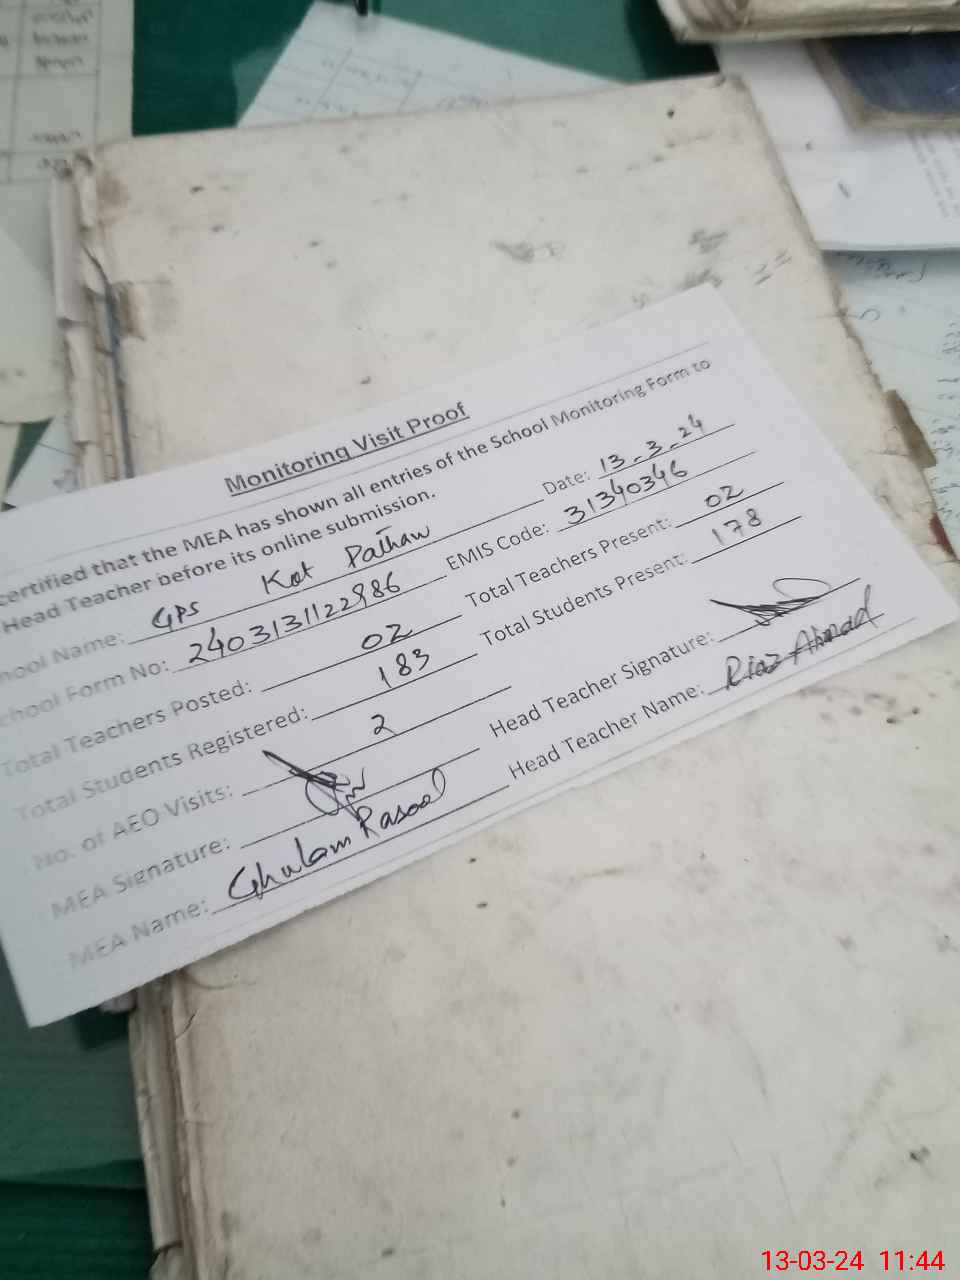 Monitoring Visit Proof
certified that the MEA has shown all entries of the School Monitoring Form to
Head Teacher before its online submission.
hool Name: GPS Kot Pathan Date: 13-3-24
chool Form No: 2403131122986 EMIS Code: 31340346
Total Teachers Posted: 02 Total Teachers Present: 02
Total Students Registered: 183 Total Students Present: 178
No. of AEO Visits: 2
MEA Signature: Head Teacher Signature:
MEA Name: Ghulam Rasool Head Teacher Name: Riaz Ahmad
13-03-24 11:44